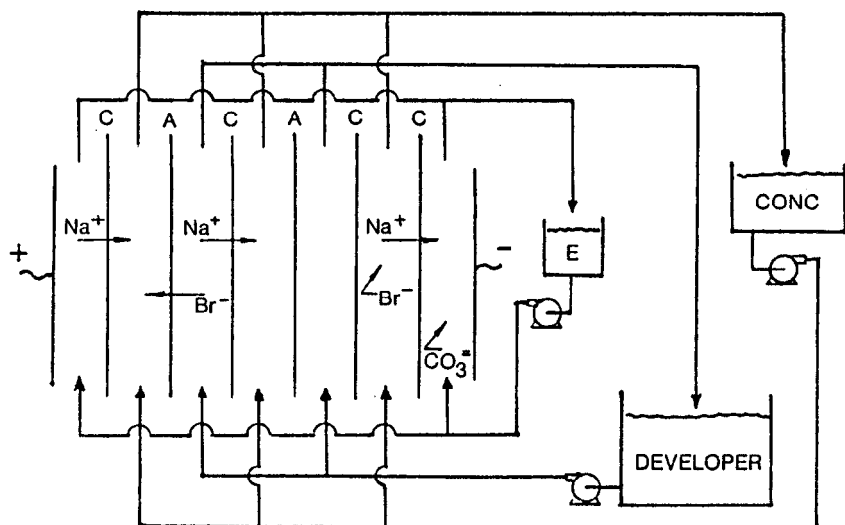 C A C A C C
CONC
Na⁺ Na⁺ Na⁺
+ - E
Br⁻ Br⁻
CO₃⁼
DEVELOPER